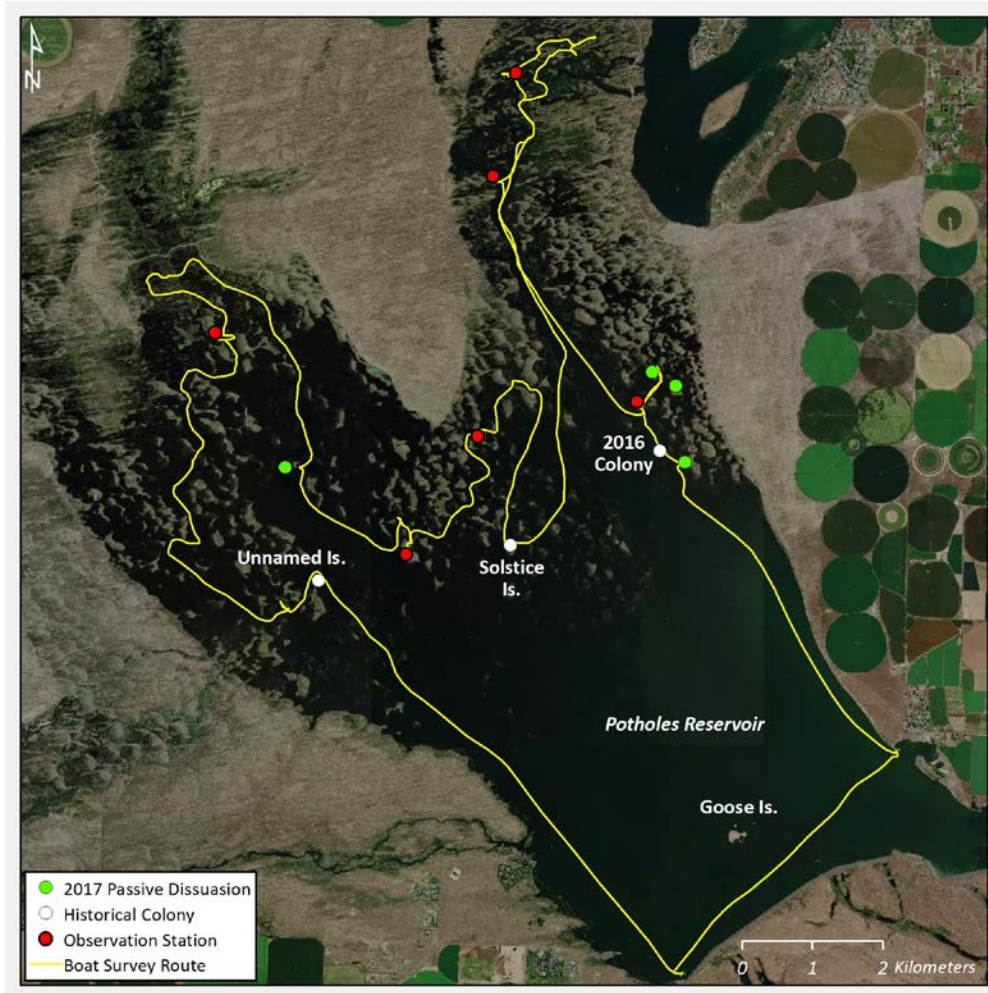 N
2016
Colony
Unnamed Is.
Solstice
Is.
Potholes Reservoir
Goose Is.
2017 Passive Dissuasion
Historical Colony
Observation Station
Boat Survey Route
0 1 2 Kilometers